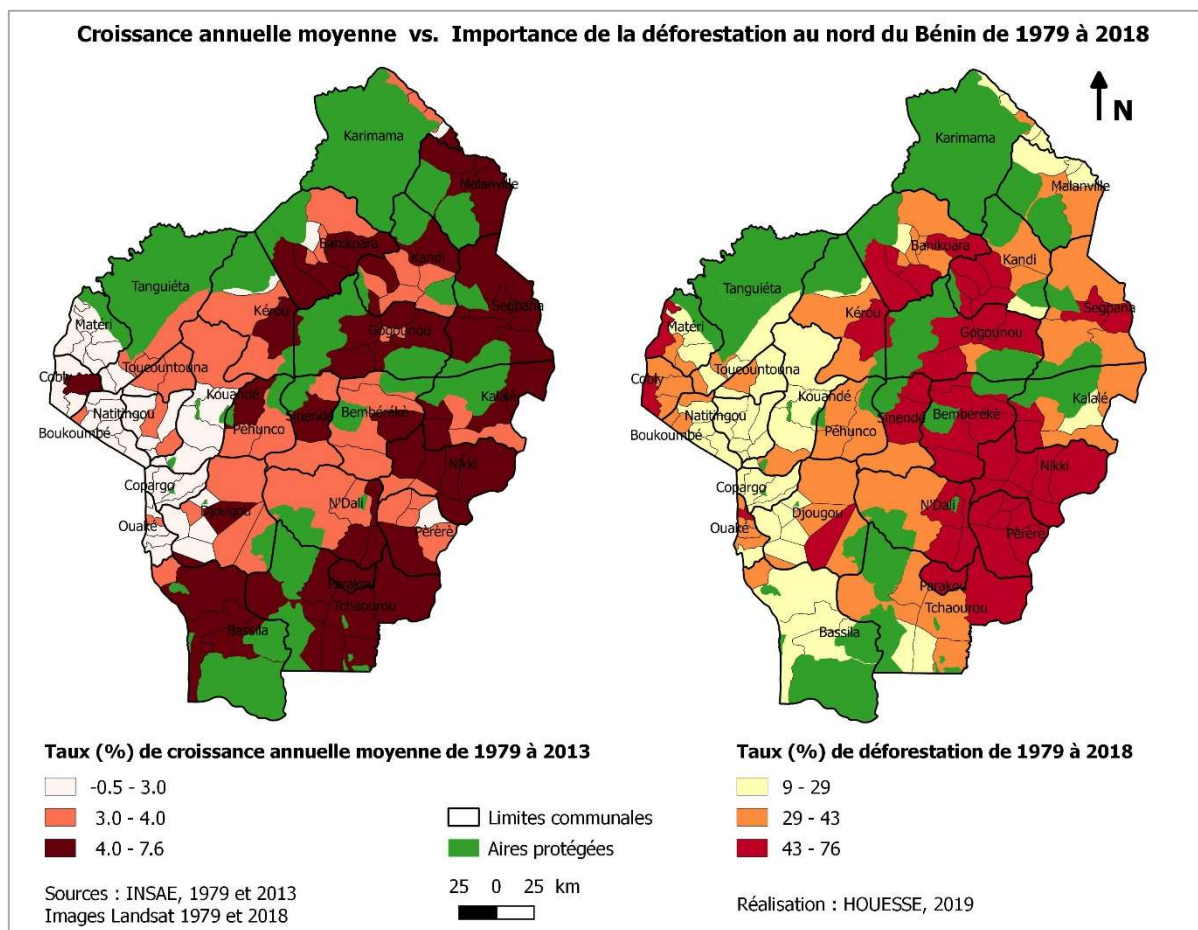 Croissance annuelle moyenne vs. Importance de la déforestation au nord du Bénin de 1979 à 2018
N
Karimama
Malanville
Banikoara
Kandi
Tanguiéta
Kérou
Segbana
Matéri
Gogounou
Toucountouna
Cobly
Kouandé
Kalalé
Natitingou
Sinendé
Bembéréké
Boukoumbé
Péhunco
Nikki
Copargo
Djougou
N'Dali
Ouaké
Pèrèrè
Parakou
Tchaourou
Bassila
Karimama
Malanville
Banikoara
Kandi
Tanguiéta
Kérou
Segbana
Matéri
Gogounou
Toucountouna
Cobly
Kouandé
Kalalé
Natitingou
Sinendé
Bembéréké
Boukoumbé
Péhunco
Nikki
Copargo
Djougou
N'Dali
Ouaké
Pèrèrè
Parakou
Tchaourou
Bassila
Taux (%) de croissance annuelle moyenne de 1979 à 2013
-0.5 - 3.0
3.0 - 4.0
4.0 - 7.6
Sources : INSAE, 1979 et 2013
Images Landsat 1979 et 2018
Limites communales
Aires protégées
25 0 25 km
Taux (%) de déforestation de 1979 à 2018
9 - 29
29 - 43
43 - 76
Réalisation : HOUESSE, 2019